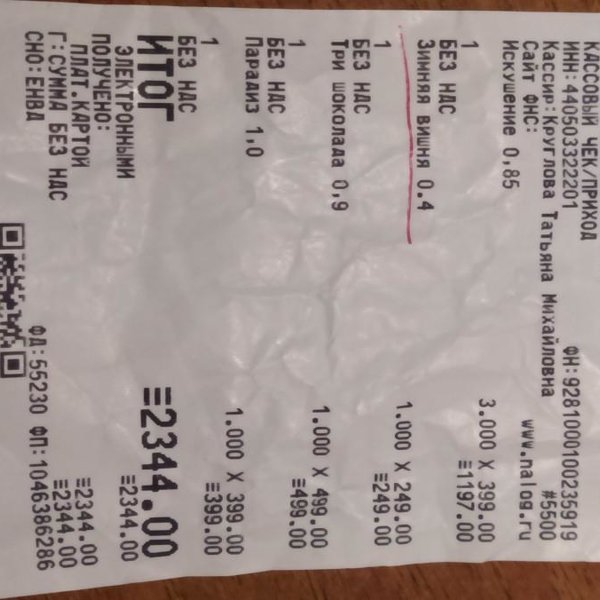 КАССОВЫЙ ЧЕК/ПРИХОД
ИНН:440503322201 ФН:9281000100235919
Кассир:Круглова Татьяна Михайловна #5500
Сайт ФНС: www.nalog.ru
Искушение 0,85
3.000 X 399.00
1 ≡1197.00
БЕЗ НДС
Зимняя вишня 0.4
1.000 X 249.00
1 ≡249.00
БЕЗ НДС
Три шоколада 0,9
1.000 X 499.00
1 ≡499.00
БЕЗ НДС
Парадиз 1,0
1.000 X 399.00
1 ≡399.00
БЕЗ НДС
ИТОГ ≡2344.00
ЭЛЕКТРОННЫМИ ≡2344.00
ПОЛУЧЕНО:
ПЛАТ.КАРТОЙ ≡2344.00
Г:СУММА БЕЗ НДС ≡2344.00
СНО:ЕНВД
ФД:55230 ФП:1046386286